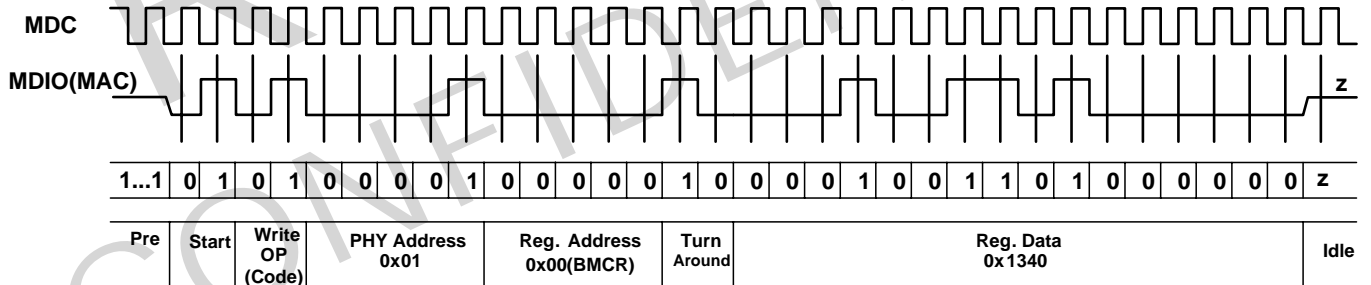 MDC
MDIO(MAC)
z
1...1 0 1 0 1 0 0 0 0 1 0 0 0 0 0 1 0 0 0 0 1 0 0 1 1 0 1 0 0 0 0 0 0 z
Pre Start Write OP (Code) PHY Address 0x01 Reg. Address 0x00(BMCR) Turn Around Reg. Data 0x1340 Idle
CONFIDE